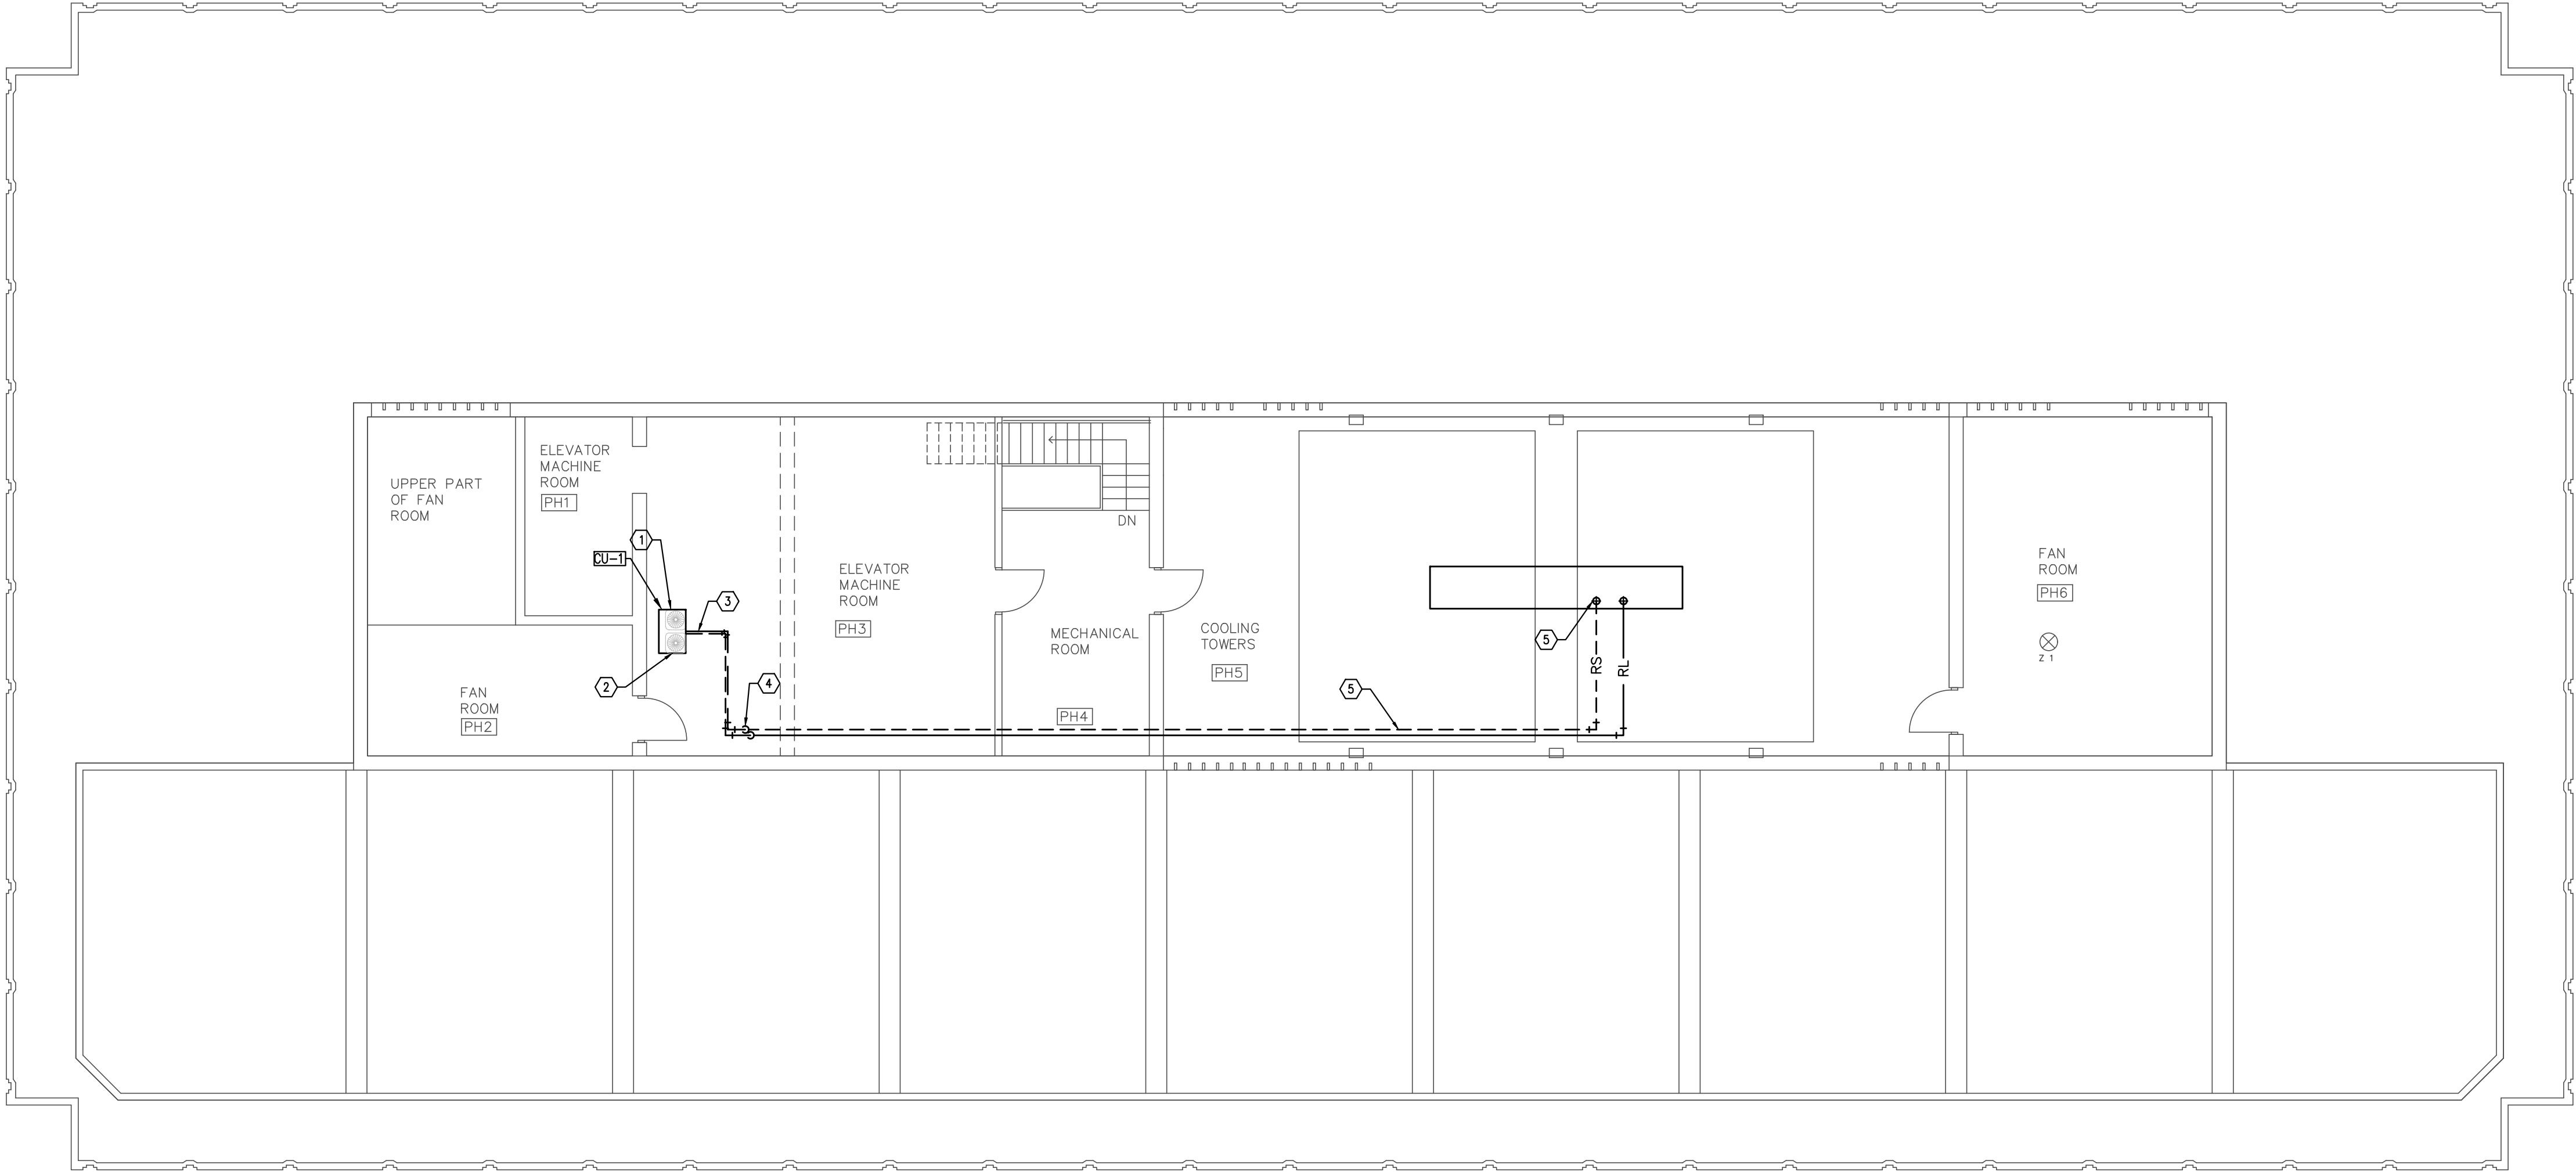 UPPER PART
OF FAN
ROOM
ELEVATOR
MACHINE
ROOM
PH1
CU-1
1
2
3
4
FAN
ROOM
PH2
ELEVATOR
MACHINE
ROOM
PH3
DN
MECHANICAL
ROOM
PH4
COOLING
TOWERS
PH5
5
5
RS
RL
FAN
ROOM
PH6
Z 1